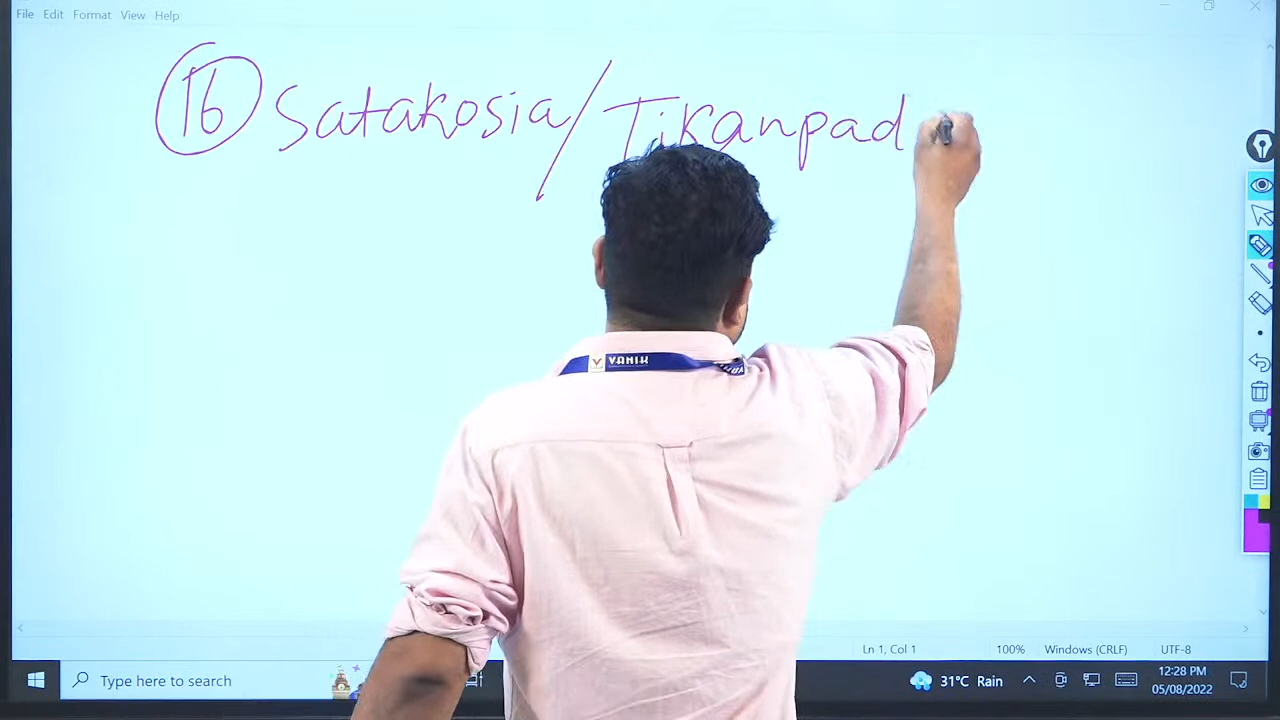 File Edit Format View Help
16 Satakosia/Tikanpad
VANIK
Ln 1, Col 1 100% Windows (CRLF) UTF-8
Type here to search 31°C Rain 12:28 PM
05/08/2022